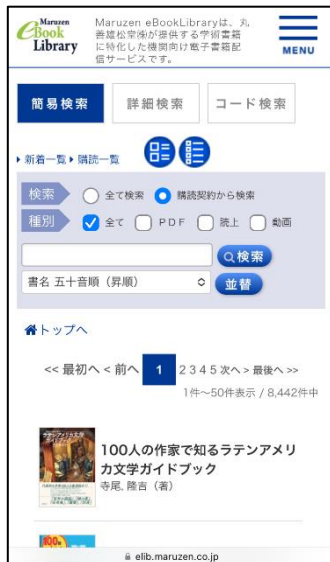 Maruzen
eBook
Library
Maruzen eBookLibraryは、丸
善雄松堂㈱が提供する学術書籍
に特化した機関向け電子書籍配
信サービスです。
MENU
簡易検索 詳細検索 コード検索
新着一覧 購読一覧
検索 全て検索 購読契約から検索
種別 全て PDF 読上 動画
検索
書名 五十音順（昇順） 並替
トップへ
<< 最初へ < 前へ 1 2 3 4 5 次へ > 最後へ >>
1件～50件表示 / 8,442件中
100人の作家で知るラテンアメリ
カ文学ガイドブック
寺尾, 隆吉（著）
elib.maruzen.co.jp